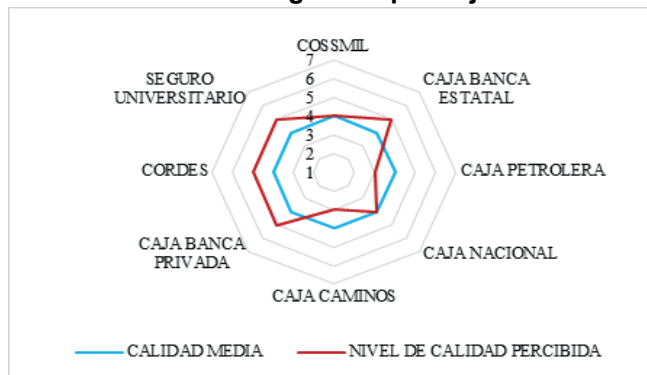 COSSMIL
7
6
5
4
3
2
1
CAJA BANCA
ESTATAL
CAJA PETROLERA
CAJA NACIONAL
CAJA CAMINOS
CAJA BANCA
PRIVADA
CORDES
SEGURO
UNIVERSITARIO
CALIDAD MEDIA
NIVEL DE CALIDAD PERCIBIDA